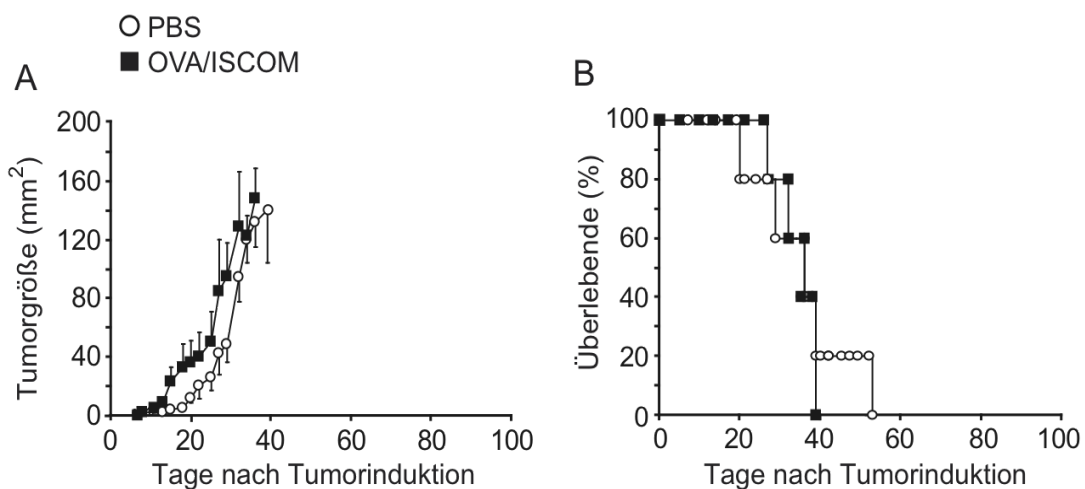 PBS
OVA/ISCOM
A
B
Tumorgröße (mm²)
200
160
120
80
40
0
0 20 40 60 80 100
Tage nach Tumorinduktion
Überlebende (%)
100
80
60
40
20
0
0 20 40 60 80 100
Tage nach Tumorinduktion